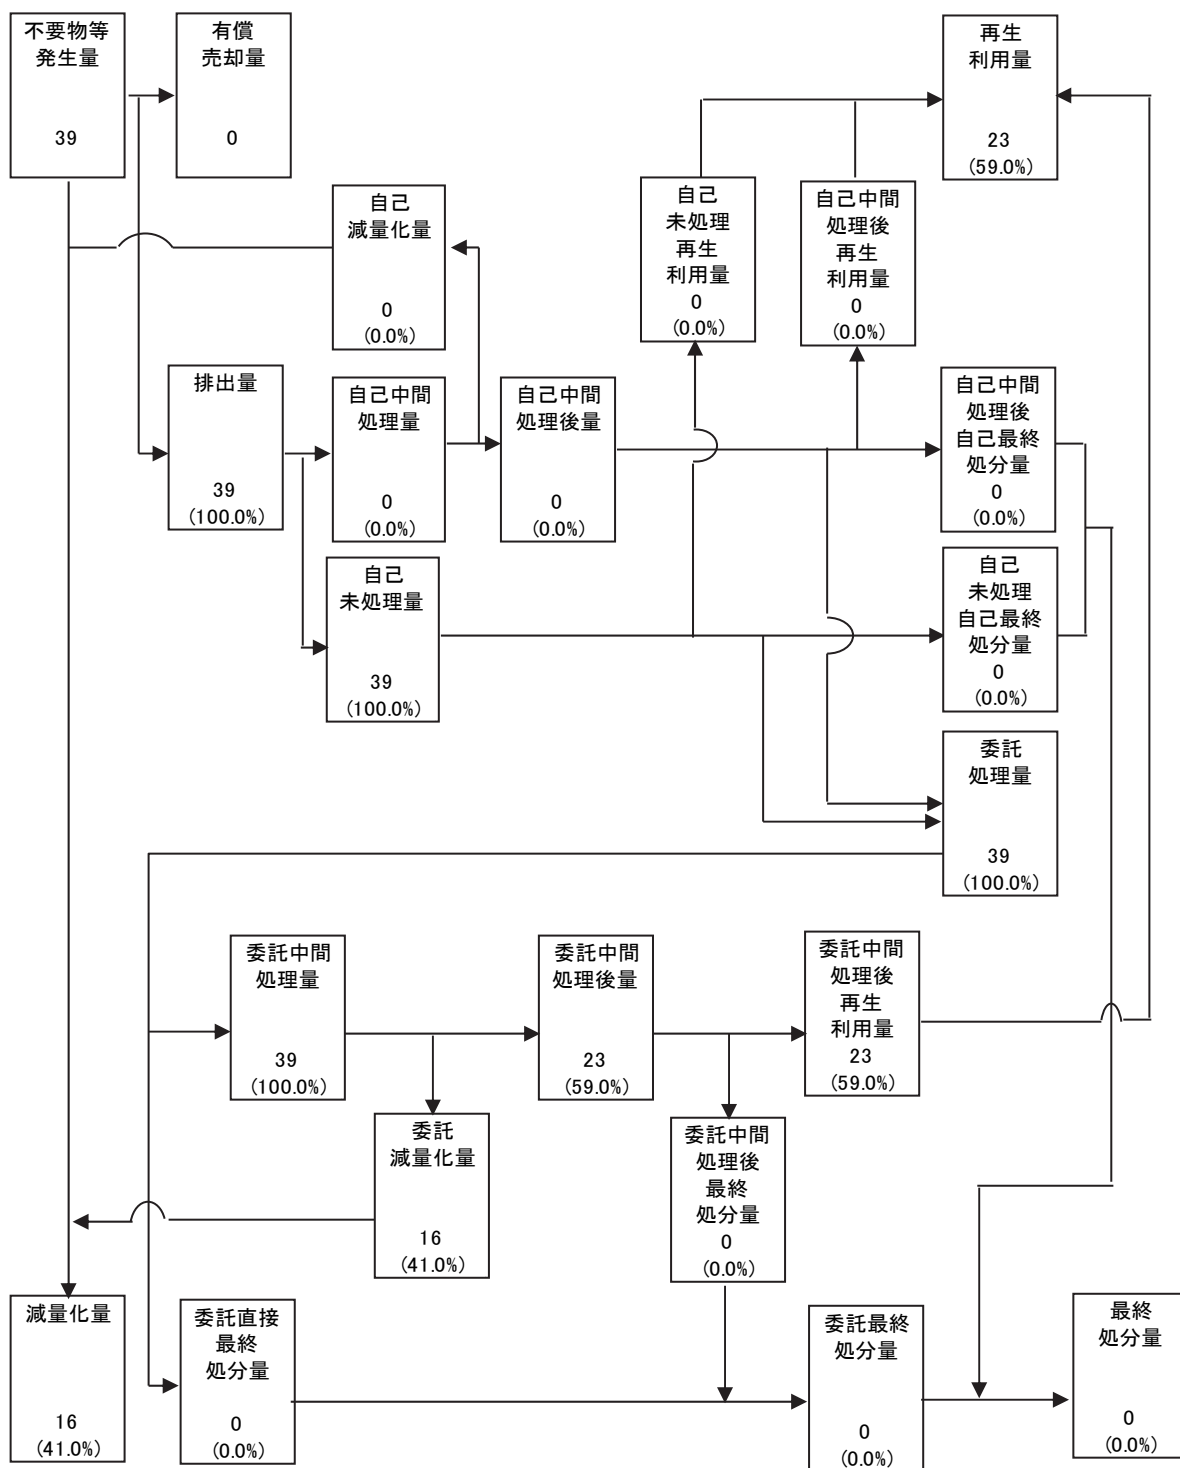 不要物等
発生量
39
有償
売却量
0
再生
利用量
23
(59.0%)
自己
減量化量
0
(0.0%)
自己
未処理
再生
利用量
0
(0.0%)
自己中間
処理後
再生
利用量
0
(0.0%)
排出量
39
(100.0%)
自己中間
処理量
0
(0.0%)
自己中間
処理後量
0
(0.0%)
自己中間
処理後
自己最終
処分量
0
(0.0%)
自己
未処理量
39
(100.0%)
自己
未処理
自己最終
処分量
0
(0.0%)
委託
処理量
39
(100.0%)
委託中間
処理量
39
(100.0%)
委託中間
処理後量
23
(59.0%)
委託中間
処理後
再生
利用量
23
(59.0%)
委託
減量化量
16
(41.0%)
委託中間
処理後
最終
処分量
0
(0.0%)
減量化量
16
(41.0%)
委託直接
最終
処分量
0
(0.0%)
委託最終
処分量
0
(0.0%)
最終
処分量
0
(0.0%)